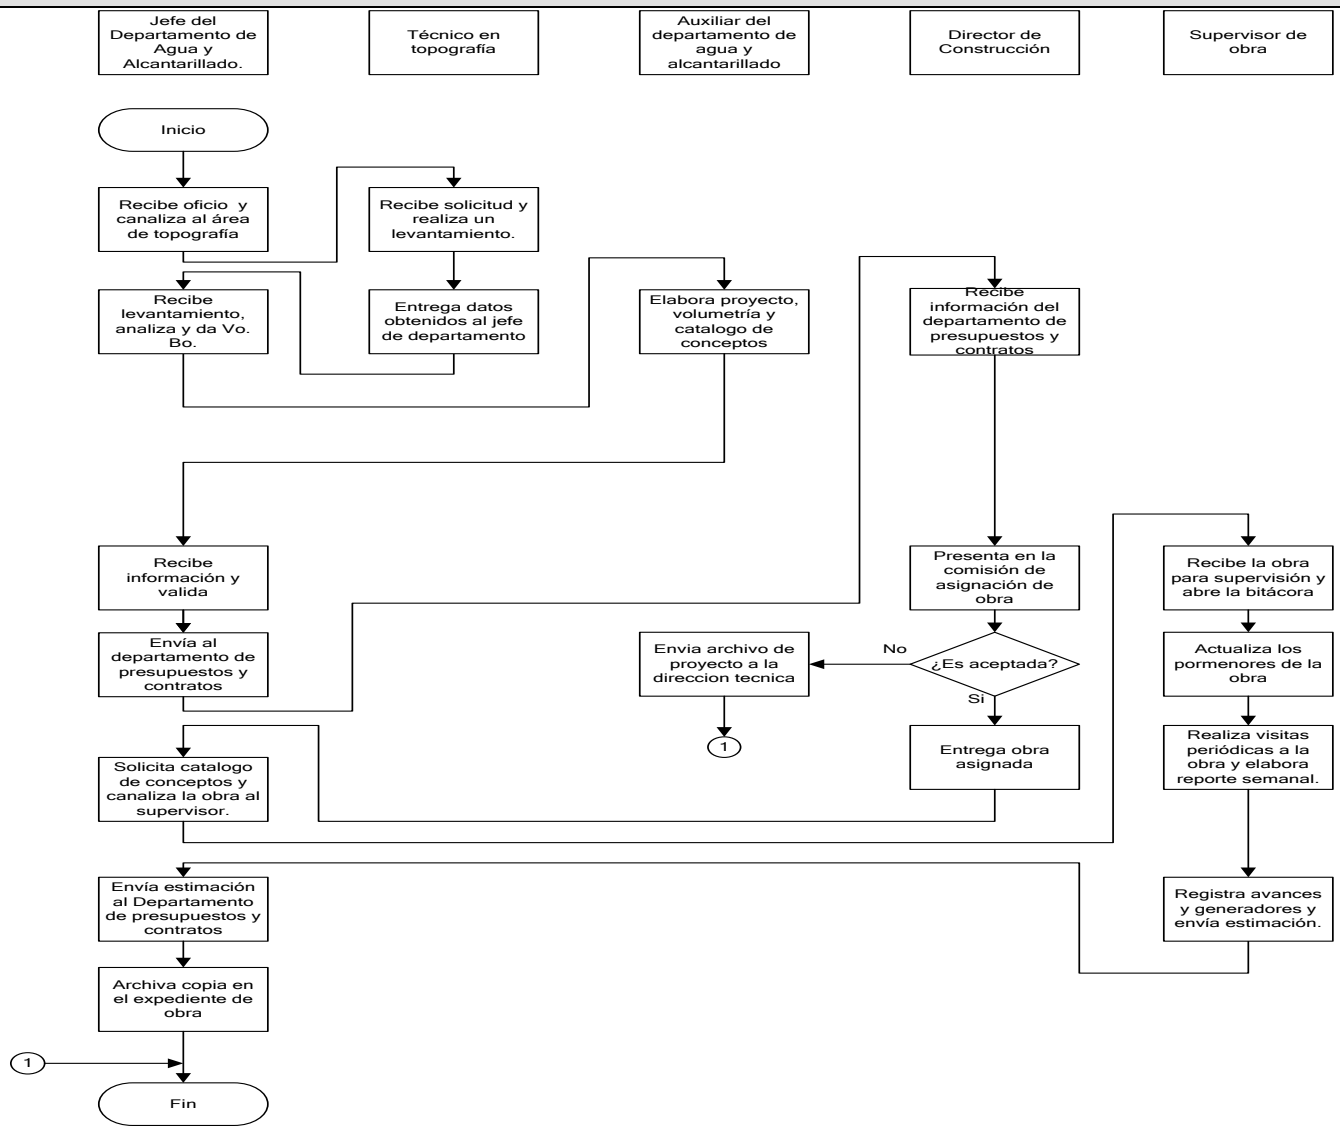 Jefe del
Departamento de
Agua y
Alcantarillado.
Técnico en
topografía
Auxiliar del
departamento de
agua y
alcantarillado
Director de
Construcción
Supervisor de
obra
Inicio
Recibe oficio y
canaliza al área
de topografía
Recibe solicitud y
realiza un
levantamiento.
Recibe
levantamiento,
analiza y da Vo.
Bo.
Entrega datos
obtenidos al jefe
de departamento
Elabora proyecto,
volumetría y
catalogo de
conceptos
Recibe
información del
departamento de
presupuestos y
contratos
Recibe
información y
valida
Presenta en la
comisión de
asignación de
obra
Recibe la obra
para supervisión y
abre la bitácora
Envía al
departamento de
presupuestos y
contratos
Envia archivo de
proyecto a la
direccion tecnica
No
¿Es aceptada?
Si
Actualiza los
pormenores de la
obra
1
Entrega obra
asignada
Realiza visitas
periódicas a la
obra y elabora
reporte semanal.
Solicita catalogo
de conceptos y
canaliza la obra al
supervisor.
Envía estimación
al Departamento
de presupuestos y
contratos
Registra avances
y generadores y
envía estimación.
Archiva copia en
el expediente de
obra
1
Fin